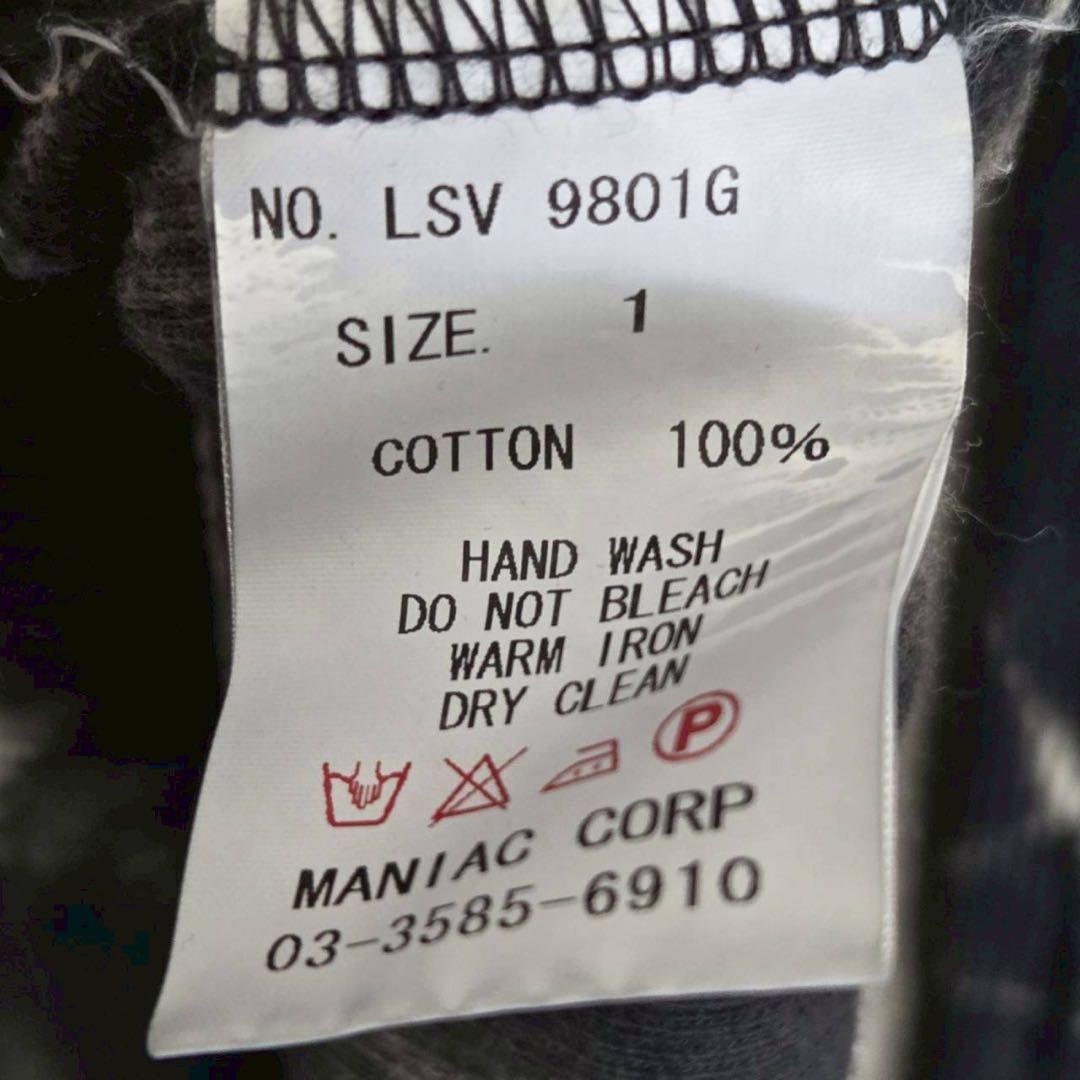 NO. LSV 9801G
SIZE. 1
COTTON 100%
HAND WASH
DO NOT BLEACH
WARM IRON
DRY CLEAN
P
MANIAC CORP
03-3585-6910